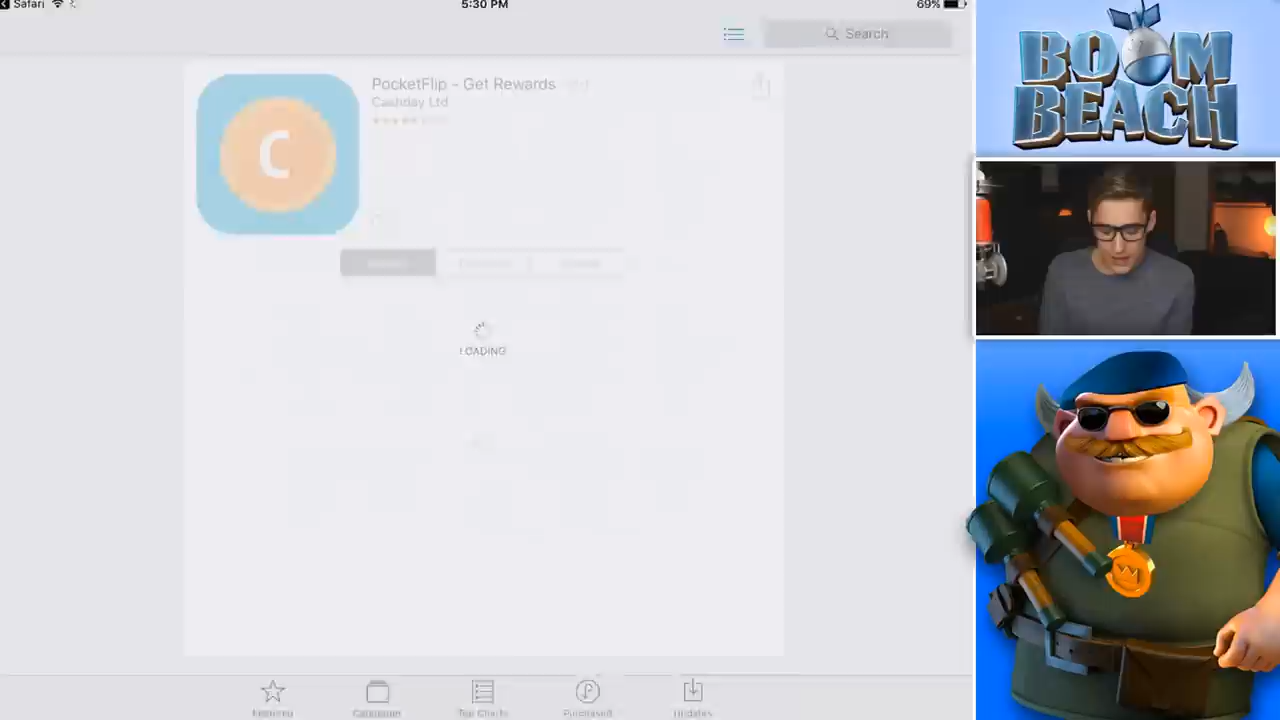 Safari
5:30 PM
69%
Search
PocketFlip - Get Rewards
Cashday Ltd
C
LOADING
Top Charts
Purchased
Updates
BOOM
BEACH